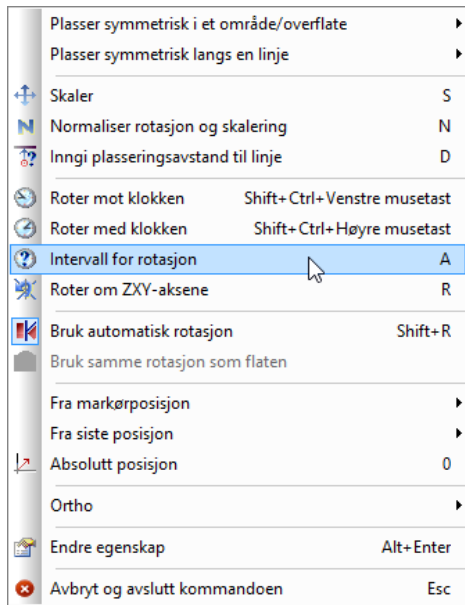 Plasser symmetrisk i et område/overflate
Plasser symmetrisk langs en linje
Skaler S
Normaliser rotasjon og skalering N
Inngi plasseringsavstand til linje D
Roter mot klokken Shift+Ctrl+Venstre musetast
Roter med klokken Shift+Ctrl+Høyre musetast
Intervall for rotasjon A
Roter om ZXY-aksene R
Bruk automatisk rotasjon Shift+R
Bruk samme rotasjon som flaten
Fra markørposisjon
Fra siste posisjon
Absolutt posisjon 0
Ortho
Endre egenskap Alt+Enter
Avbryt og avslutt kommandoen Esc